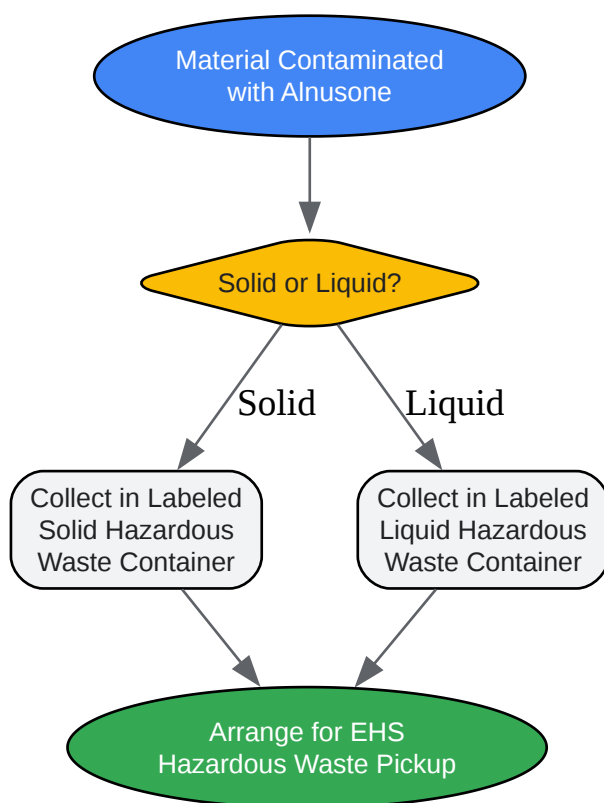 Material Contaminated
with Alnusone
Solid or Liquid?
Solid
Liquid
Collect in Labeled
Solid Hazardous
Waste Container
Collect in Labeled
Liquid Hazardous
Waste Container
Arrange for EHS
Hazardous Waste Pickup